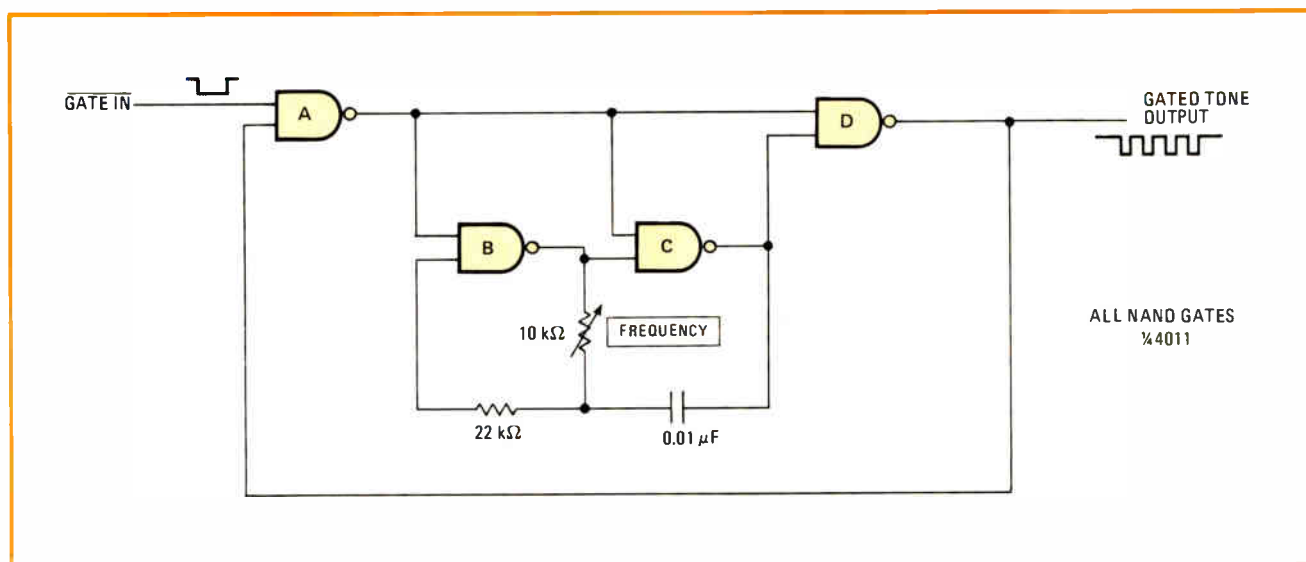 GATE IN
A
D
GATED TONE
OUTPUT
B
C
10 kΩ
FREQUENCY
ALL NAND GATES
¼4011
22 kΩ
0.01 μF